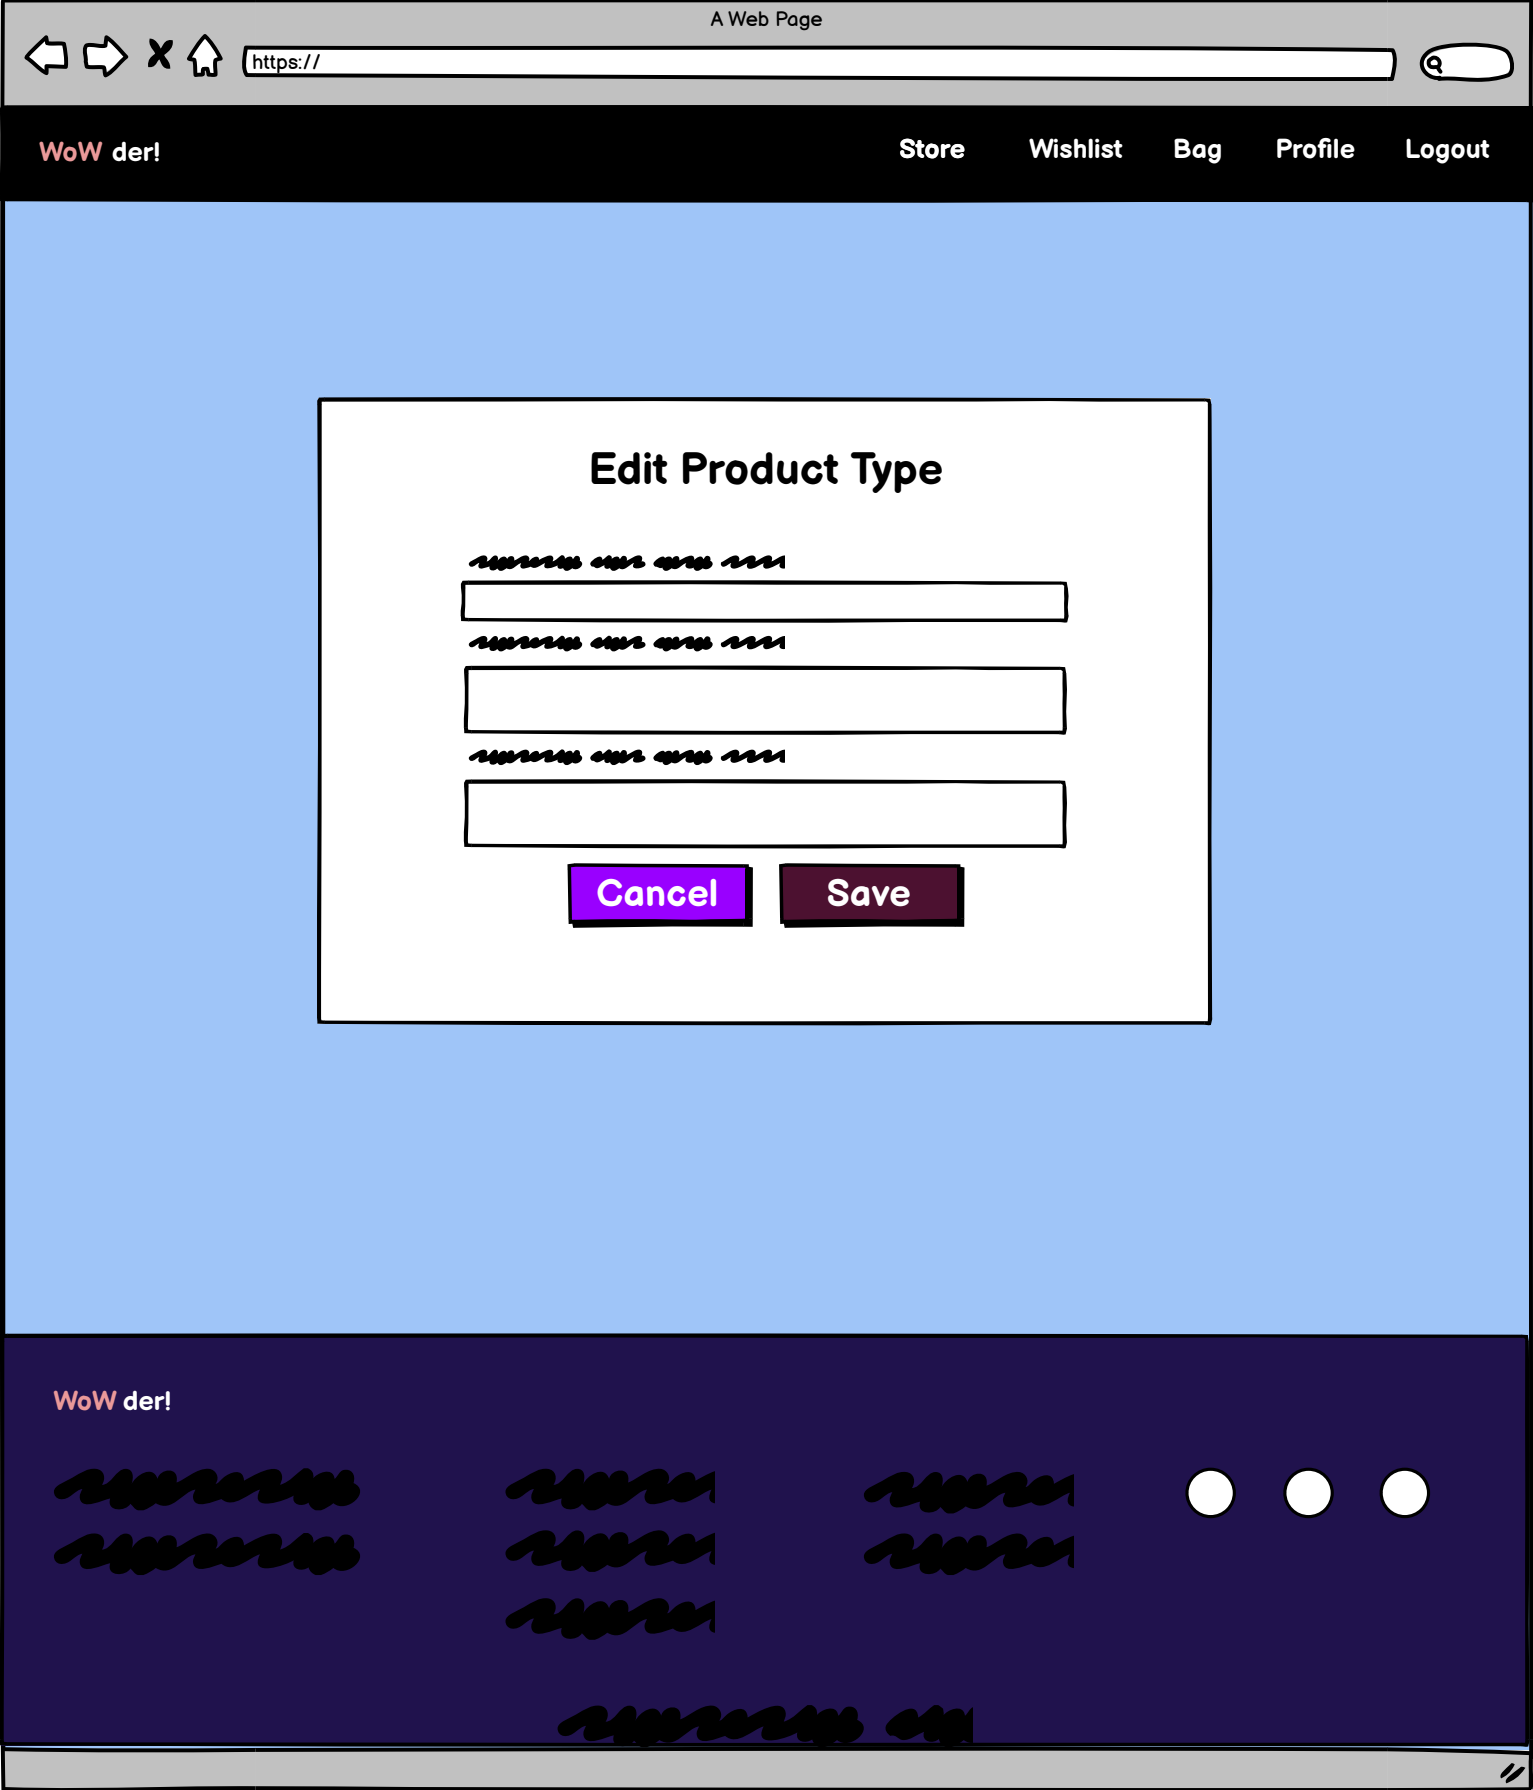 A Web Page
https://
WoW der!
Store Wishlist Bag Profile Logout
Edit Product Type
Cancel Save
WoW der!